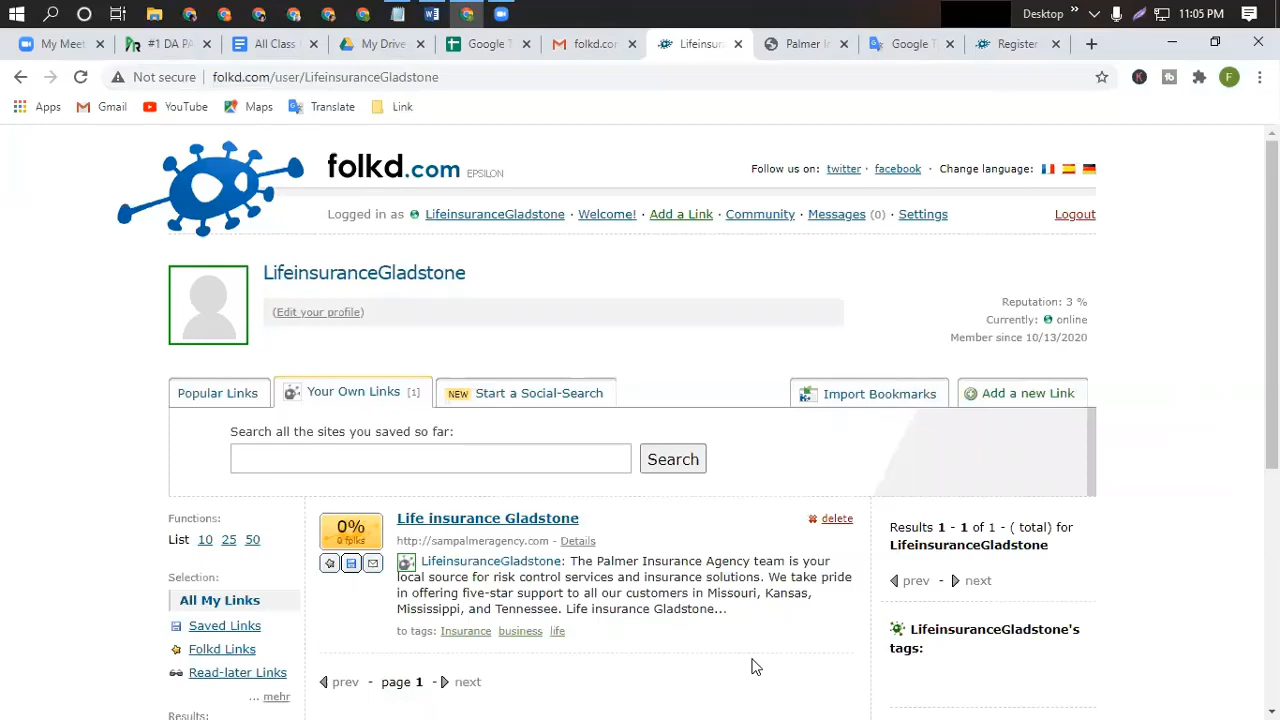 Desktop » 11:05 PM
My Meet #1 DA PA All Class My Drive Google T folkd.com Lifeinsur Palmer In Google T Register
Not secure folkd.com/user/LifeinsuranceGladstone F
Apps Gmail YouTube Maps Translate Link
folkd.com EPSILON
Follow us on: twitter · facebook · Change language:
Logged in as LifeinsuranceGladstone · Welcome! · Add a Link · Community · Messages (0) · Settings Logout
LifeinsuranceGladstone
(Edit your profile)
Reputation: 3 %
Currently: online
Member since 10/13/2020
Popular Links Your Own Links [1] NEW Start a Social-Search Import Bookmarks Add a new Link
Search all the sites you saved so far:
Search
Functions:
List 10 25 50
Selection:
All My Links
Saved Links
Folkd Links
Read-later Links
... mehr
Results:
0%
0 folks
Life insurance Gladstone delete
http://sampalmeragency.com - Details
LifeinsuranceGladstone: The Palmer Insurance Agency team is your
local source for risk control services and insurance solutions. We take pride
in offering five-star support to all our customers in Missouri, Kansas,
Mississippi, and Tennessee. Life insurance Gladstone...
to tags: Insurance business life
prev - page 1 - next
Results 1 - 1 of 1 - ( total) for
LifeinsuranceGladstone
prev - next
LifeinsuranceGladstone's
tags: